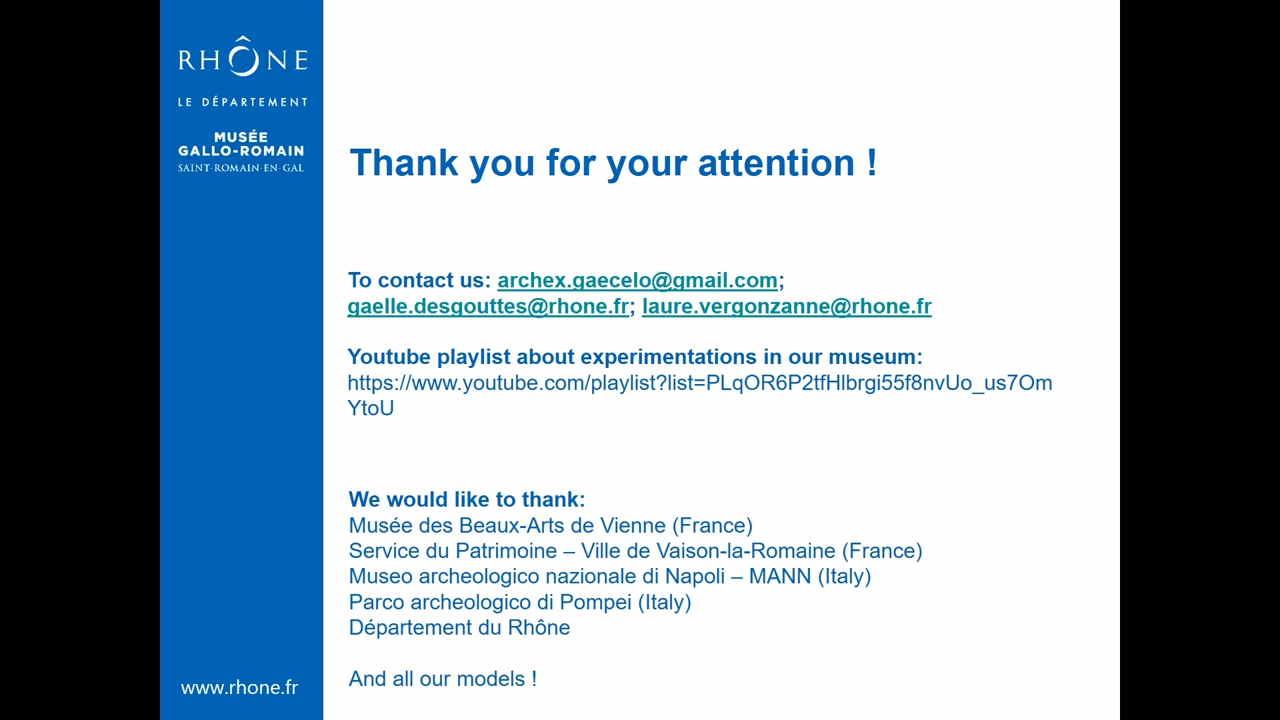 RHÔNE
LE DÉPARTEMENT
MUSÉE
GALLO-ROMAIN
SAINT-ROMAIN-EN-GAL
Thank you for your attention !
To contact us: archex.gaecelo@gmail.com;
gaelle.desgouttes@rhone.fr; laure.vergonzanne@rhone.fr
Youtube playlist about experimentations in our museum:
https://www.youtube.com/playlist?list=PLqOR6P2tfHlbrgi55f8nvUo_us7Om
YtoU
We would like to thank:
Musée des Beaux-Arts de Vienne (France)
Service du Patrimoine – Ville de Vaison-la-Romaine (France)
Museo archeologico nazionale di Napoli – MANN (Italy)
Parco archeologico di Pompei (Italy)
Département du Rhône
And all our models !
www.rhone.fr